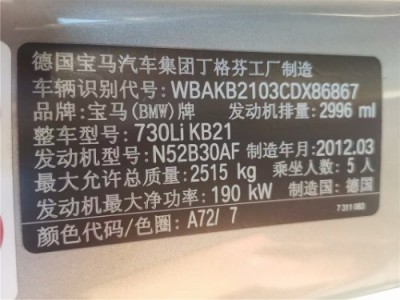 德国宝马汽车集团丁格芬工厂制造
车辆识别代号: WBAKB2103CDX86867
品牌: 宝马(BMW)牌 发动机排量: 2996 ml
整车型号: 730Li KB21
发动机型号: N52B30AF 制造年月: 2012.03
最大允许总质量: 2515 kg 乘坐人数: 5 人
发动机最大净功率: 190 kW 制造国: 德国
颜色代码/色圈: A72/ 7
7 311 083